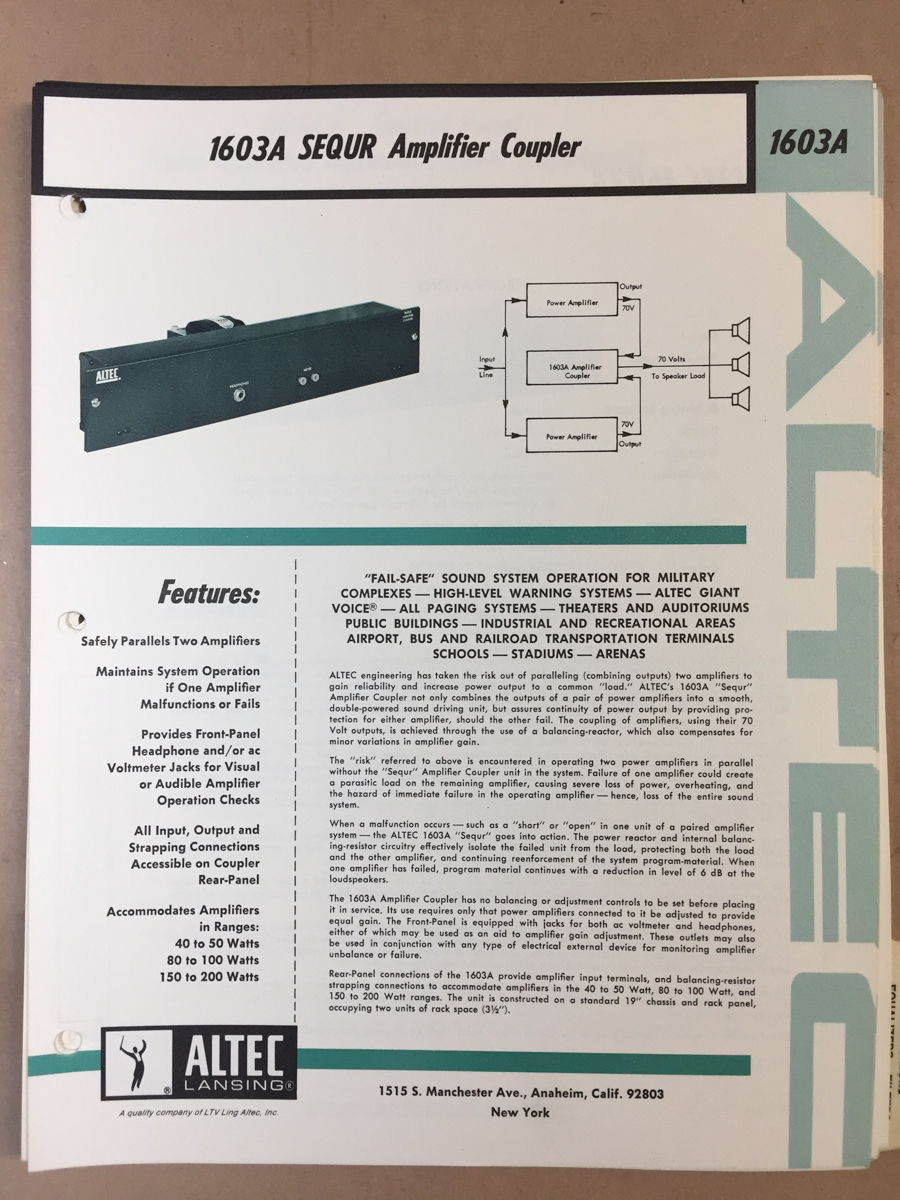 1603A SEQUR Amplifier Coupler
1603A
ALTEC
ALTEC
Output
Power Amplifier
70V
Input
Line
1603A Amplifier
Coupler
70 Volts
To Speaker Load
70V
Power Amplifier
Output
Features:
Safely Parallels Two Amplifiers
Maintains System Operation
if One Amplifier
Malfunctions or Fails
Provides Front-Panel
Headphone and/or ac
Voltmeter Jacks for Visual
or Audible Amplifier
Operation Checks
All Input, Output and
Strapping Connections
Accessible on Coupler
Rear-Panel
Accommodates Amplifiers
in Ranges:
40 to 50 Watts
80 to 100 Watts
150 to 200 Watts
"FAIL-SAFE" SOUND SYSTEM OPERATION FOR MILITARY
COMPLEXES — HIGH-LEVEL WARNING SYSTEMS — ALTEC GIANT
VOICE® — ALL PAGING SYSTEMS — THEATERS AND AUDITORIUMS
PUBLIC BUILDINGS — INDUSTRIAL AND RECREATIONAL AREAS
AIRPORT, BUS AND RAILROAD TRANSPORTATION TERMINALS
SCHOOLS — STADIUMS — ARENAS
ALTEC engineering has taken the risk out of paralleling (combining outputs) two amplifiers to
gain reliability and increase power output to a common "load." ALTEC's 1603A "Sequr"
Amplifier Coupler not only combines the outputs of a pair of power amplifiers into a smooth,
double-powered sound driving unit, but assures continuity of power output by providing pro-
tection for either amplifier, should the other fail. The coupling of amplifiers, using their 70
Volt outputs, is achieved through the use of a balancing-reactor, which also compensates for
minor variations in amplifier gain.
The "risk" referred to above is encountered in operating two power amplifiers in parallel
without the "Sequr" Amplifier Coupler unit in the system. Failure of one amplifier could create
a parasitic load on the remaining amplifier, causing severe loss of power, overheating, and
the hazard of immediate failure in the operating amplifier — hence, loss of the entire sound
system.
When a malfunction occurs — such as a "short" or "open" in one unit of a paired amplifier
system — the ALTEC 1603A "Sequr" goes into action. The power reactor and internal balanc-
ing-resistor circuitry effectively isolate the failed unit from the load, protecting both the load
and the other amplifier, and continuing reenforcement of the system program-material. When
one amplifier has failed, program material continues with a reduction in level of 6 dB at the
loudspeakers.
The 1603A Amplifier Coupler has no balancing or adjustment controls to be set before placing
it in service. Its use requires only that power amplifiers connected to it be adjusted to provide
equal gain. The Front-Panel is equipped with jacks for both ac voltmeter and headphones,
either of which may be used as an aid to amplifier gain adjustment. These outlets may also
be used in conjunction with any type of electrical external device for monitoring amplifier
unbalance or failure.
Rear-Panel connections of the 1603A provide amplifier input terminals, and balancing-resistor
strapping connections to accommodate amplifiers in the 40 to 50 Watt, 80 to 100 Watt, and
150 to 200 Watt ranges. The unit is constructed on a standard 19" chassis and rack panel,
occupying two units of rack space (3½").
ALTEC
LANSING®
®
A quality company of LTV Ling Altec, Inc.
1515 S. Manchester Ave., Anaheim, Calif. 92803
New York